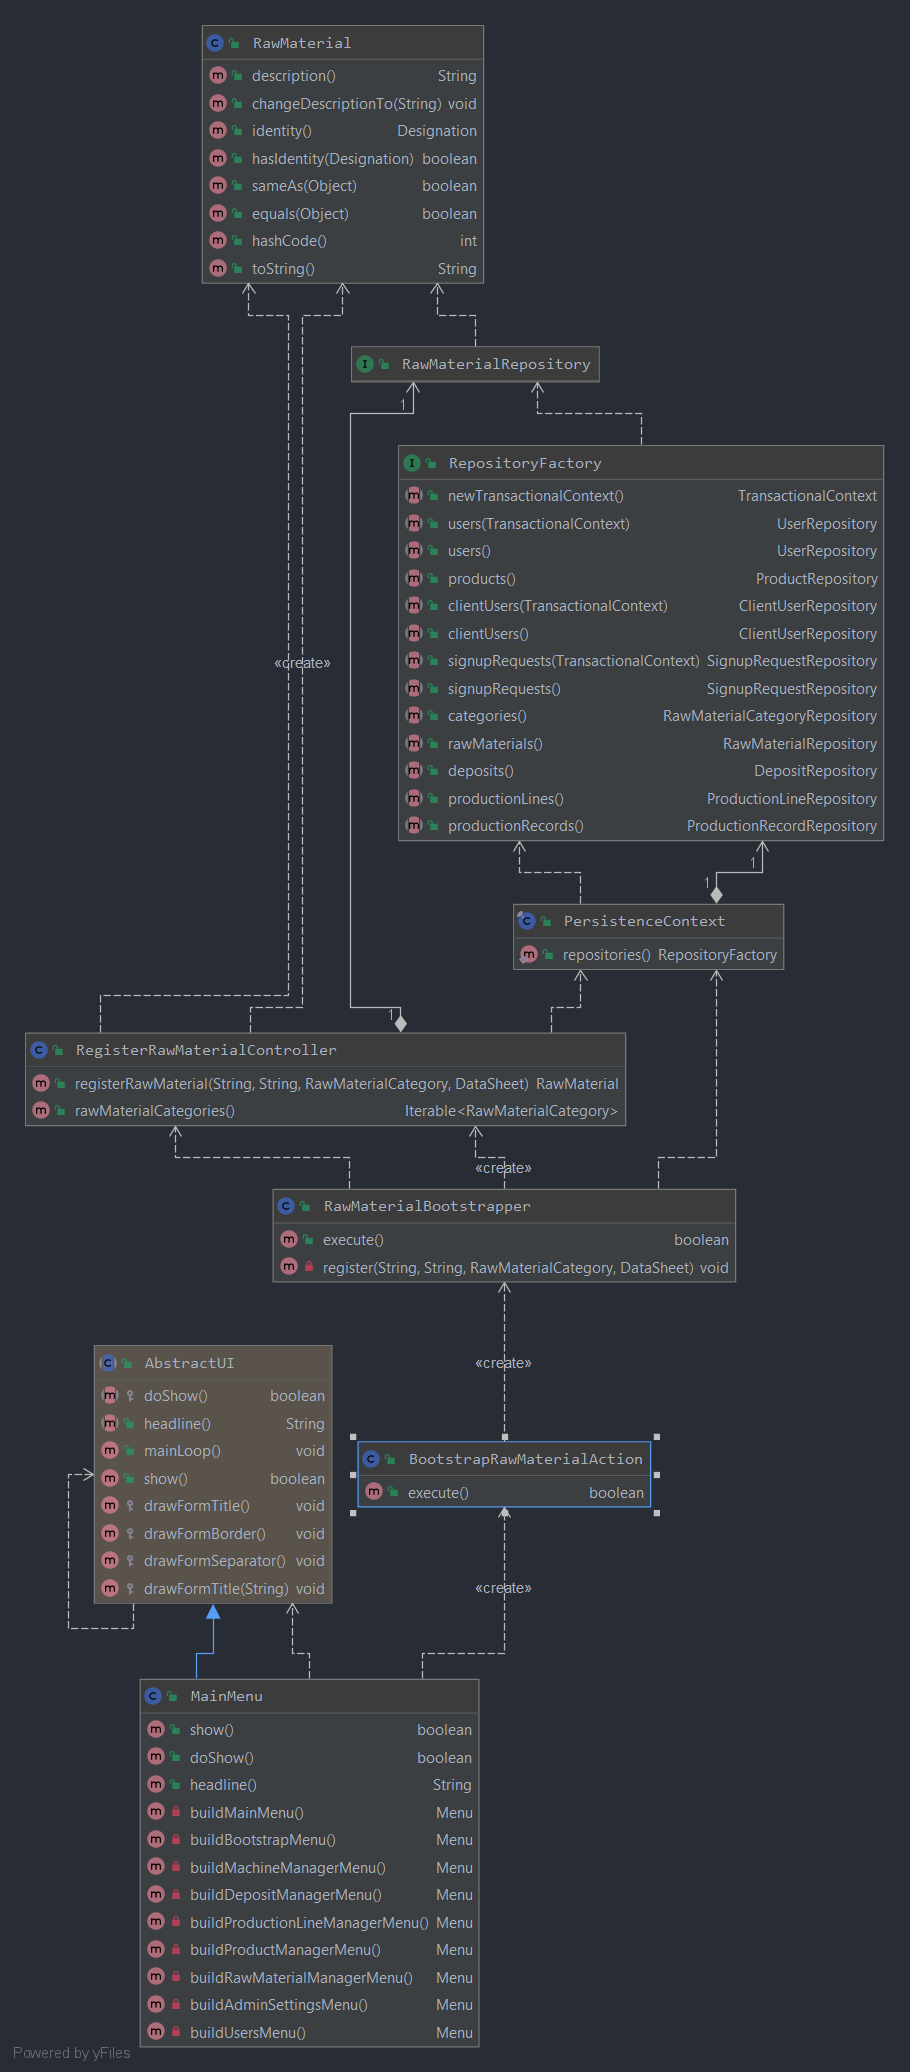 RawMaterial
description() String
changeDescriptionTo(String) void
identity() Designation
hasIdentity(Designation) boolean
sameAs(Object) boolean
equals(Object) boolean
hashCode() int
toString() String
RawMaterialRepository
1
RepositoryFactory
newTransactionalContext() TransactionalContext
users(TransactionalContext) UserRepository
users() UserRepository
products() ProductRepository
clientUsers(TransactionalContext) ClientUserRepository
clientUsers() ClientUserRepository
signupRequests(TransactionalContext) SignupRequestRepository
«create»
signupRequests() SignupRequestRepository
categories() RawMaterialCategoryRepository
rawMaterials() RawMaterialRepository
deposits() DepositRepository
productionLines() ProductionLineRepository
productionRecords() ProductionRecordRepository
1
1
PersistenceContext
repositories() RepositoryFactory
1
RegisterRawMaterialController
registerRawMaterial(String, String, RawMaterialCategory, DataSheet) RawMaterial
rawMaterialCategories() Iterable<RawMaterialCategory>
«create»
RawMaterialBootstrapper
execute() boolean
register(String, String, RawMaterialCategory, DataSheet) void
«create»
AbstractUI
doShow() boolean
headline() String
mainLoop() void
show() boolean
drawFormTitle() void
drawFormBorder() void
drawFormSeparator() void
drawFormTitle(String) void
BootstrapRawMaterialAction
execute() boolean
«create»
MainMenu
show() boolean
doShow() boolean
headline() String
buildMainMenu() Menu
buildBootstrapMenu() Menu
buildMachineManagerMenu() Menu
buildDepositManagerMenu() Menu
buildProductionLineManagerMenu() Menu
buildProductManagerMenu() Menu
buildRawMaterialManagerMenu() Menu
buildAdminSettingsMenu() Menu
buildUsersMenu() Menu
Powered by yFiles